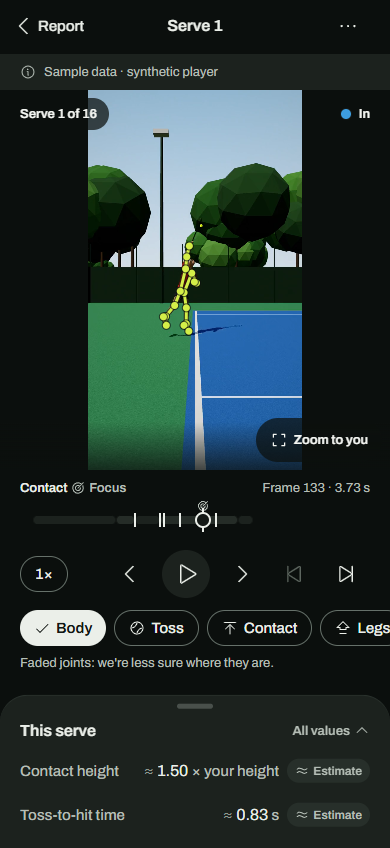 Report
Serve 1
Sample data · synthetic player
Serve 1 of 16
In
Zoom to you
Contact Focus
Frame 133 · 3.73 s
1×
Body
Toss
Contact
Legs
Faded joints: we're less sure where they are.
This serve
All values
Contact height
≈ 1.50 × your height
≈ Estimate
Toss-to-hit time
≈ 0.83 s
≈ Estimate